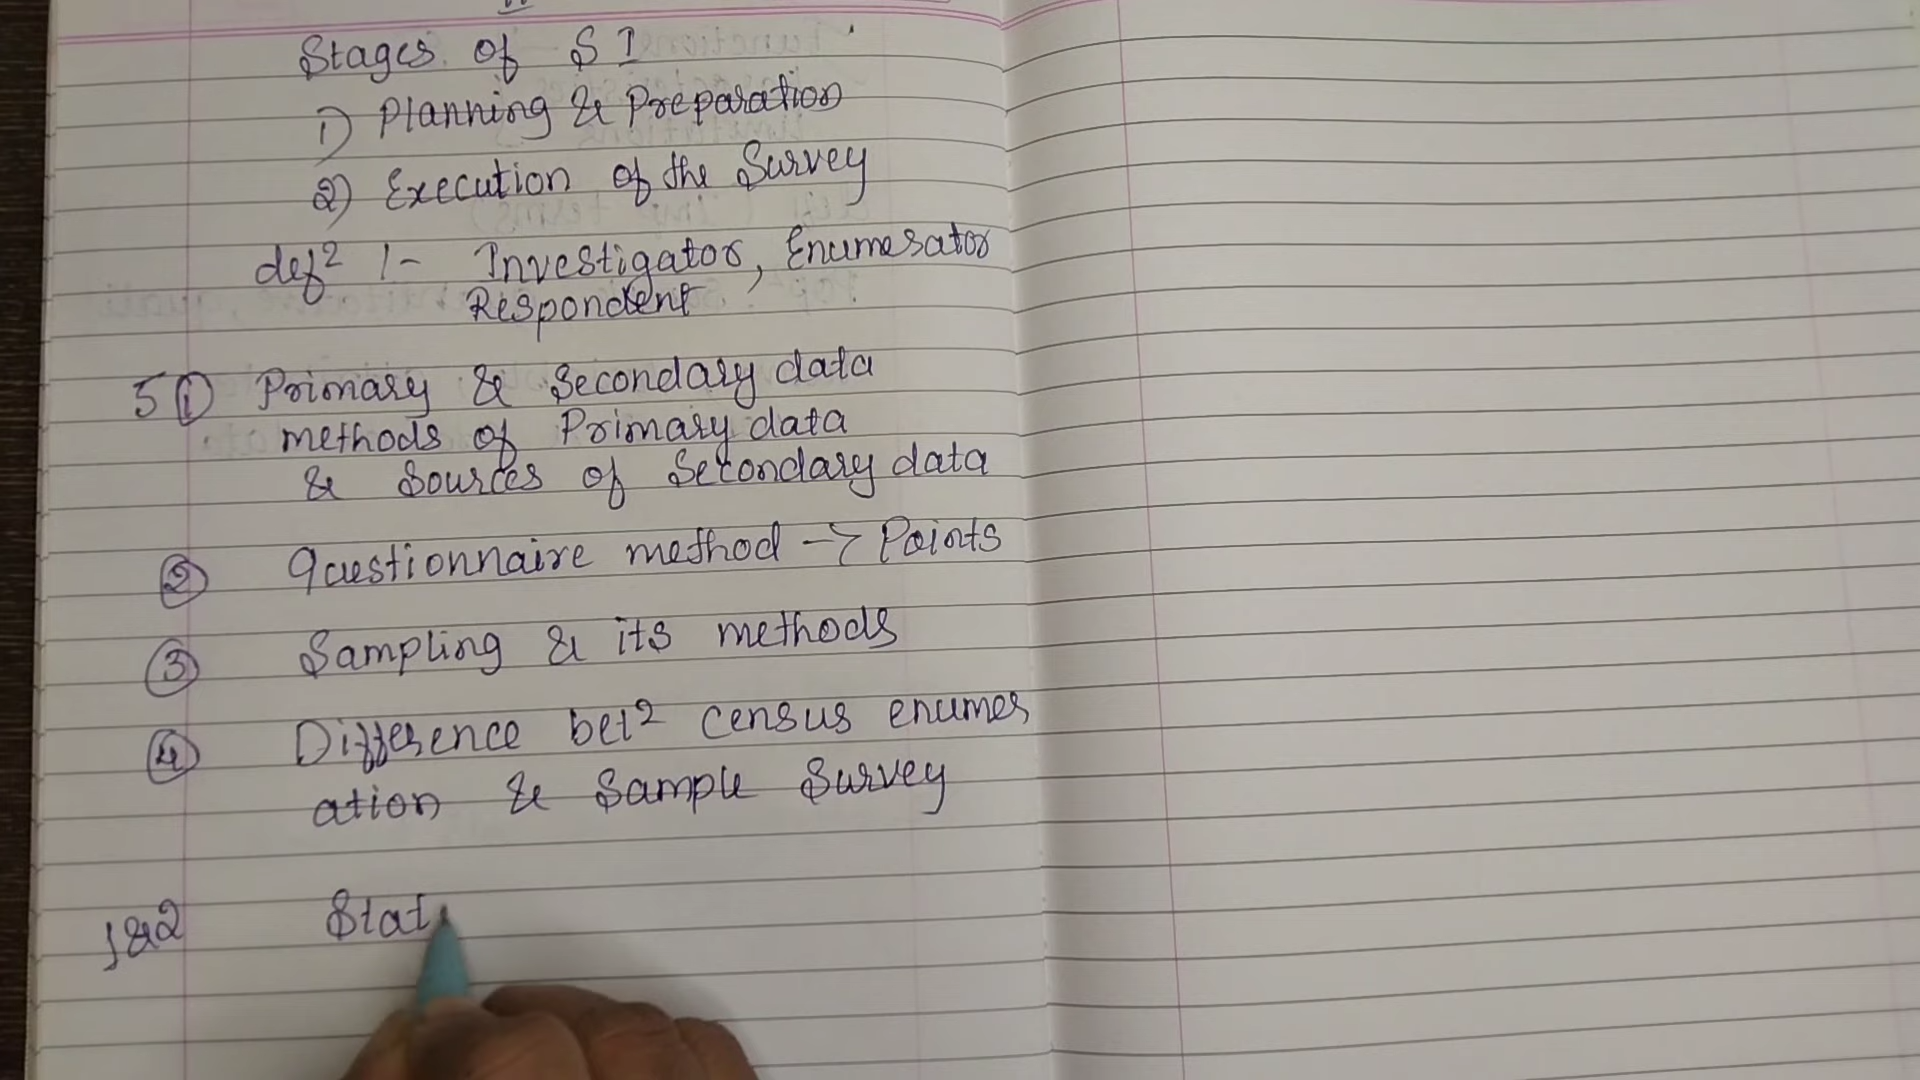 Stages of S I
1) Planning & Preparation
2) Execution of the Survey
defn :- Investigator, Enumerator
Respondent
5 ① Primary & Secondary data
methods of Primary data
& Sources of Secondary data
② questionnaire method -> Points
③ Sampling & its methods
④ Difference betn census enumer
ation & Sample Survey
1&2 Stat